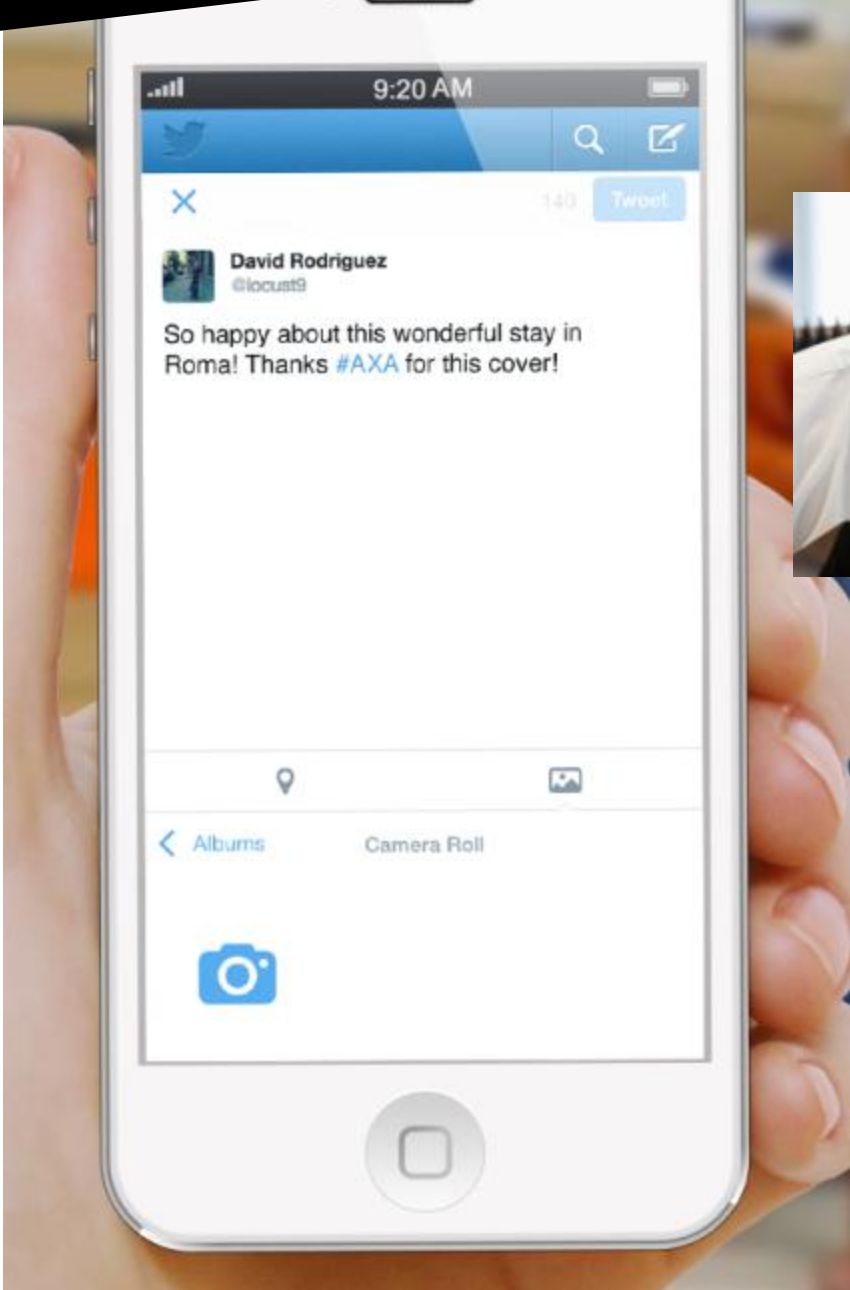 9:20 AM
140 Tweet
David Rodriguez
@locust9
So happy about this wonderful stay in
Roma! Thanks #AXA for this cover!
Albums Camera Roll